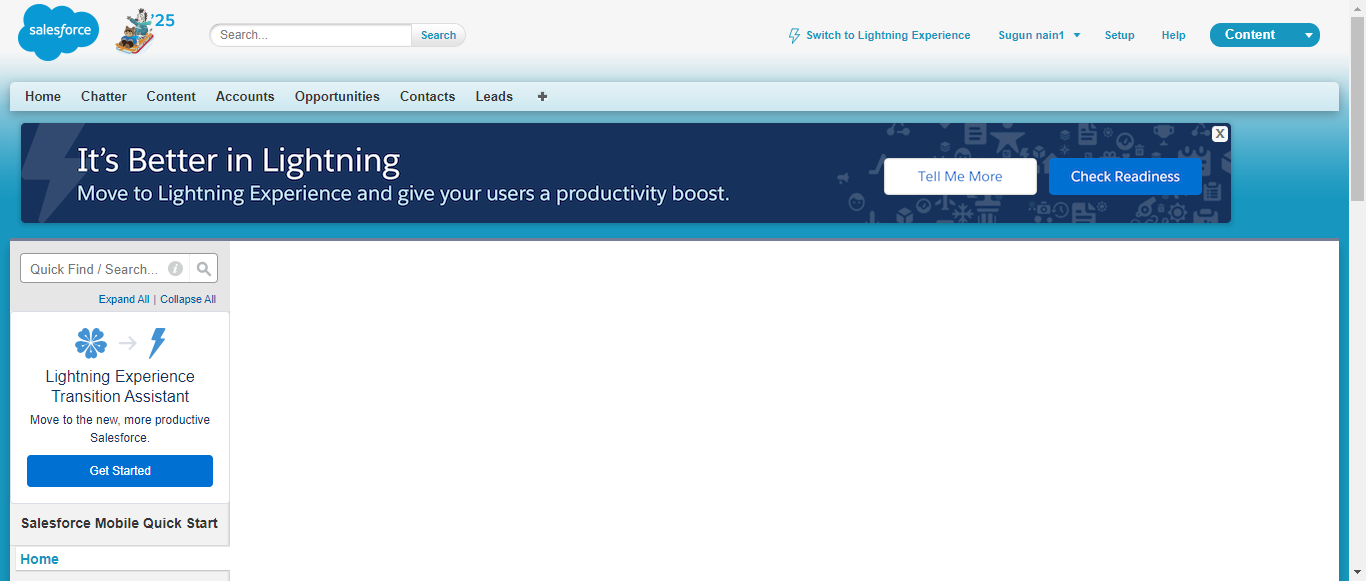 salesforce
'25
Search...
Search
Switch to Lightning Experience
Sugun nain1
Setup
Help
Content
Home
Chatter
Content
Accounts
Opportunities
Contacts
Leads
+
It's Better in Lightning
Move to Lightning Experience and give your users a productivity boost.
Tell Me More
Check Readiness
X
Quick Find / Search...
i
Expand All | Collapse All
Lightning Experience
Transition Assistant
Move to the new, more productive
Salesforce.
Get Started
Salesforce Mobile Quick Start
Home